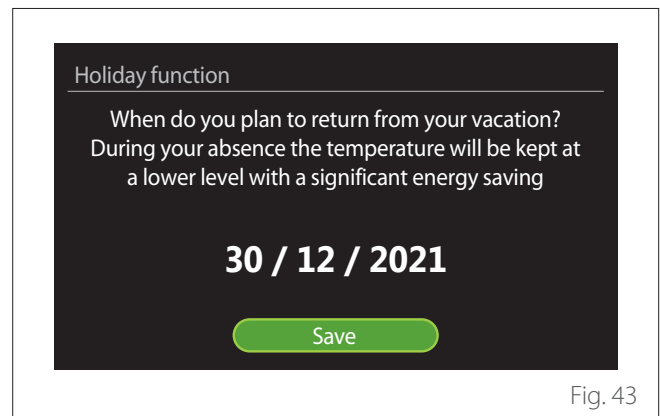 Holiday function
When do you plan to return from your vacation?
During your absence the temperature will be kept at
a lower level with a significant energy saving
30 / 12 / 2021
Save
Fig. 43